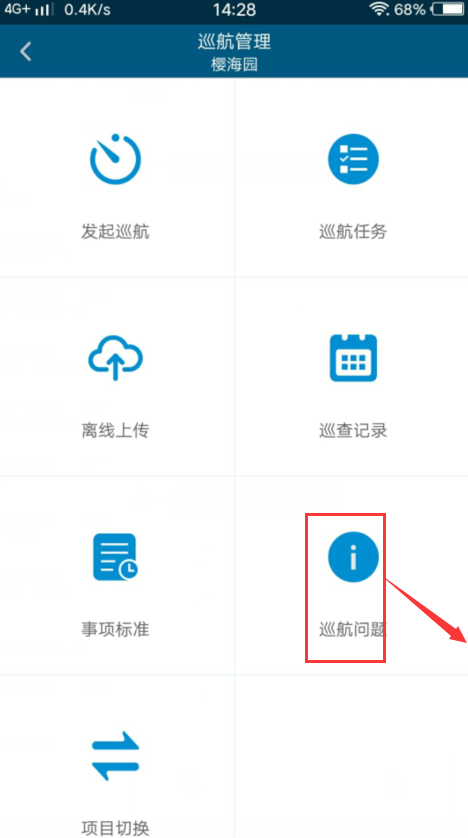 4G+ 0.4K/s 14:28 68%
巡航管理
樱海园
发起巡航 巡航任务
离线上传 巡查记录
事项标准 巡航问题
项目切换